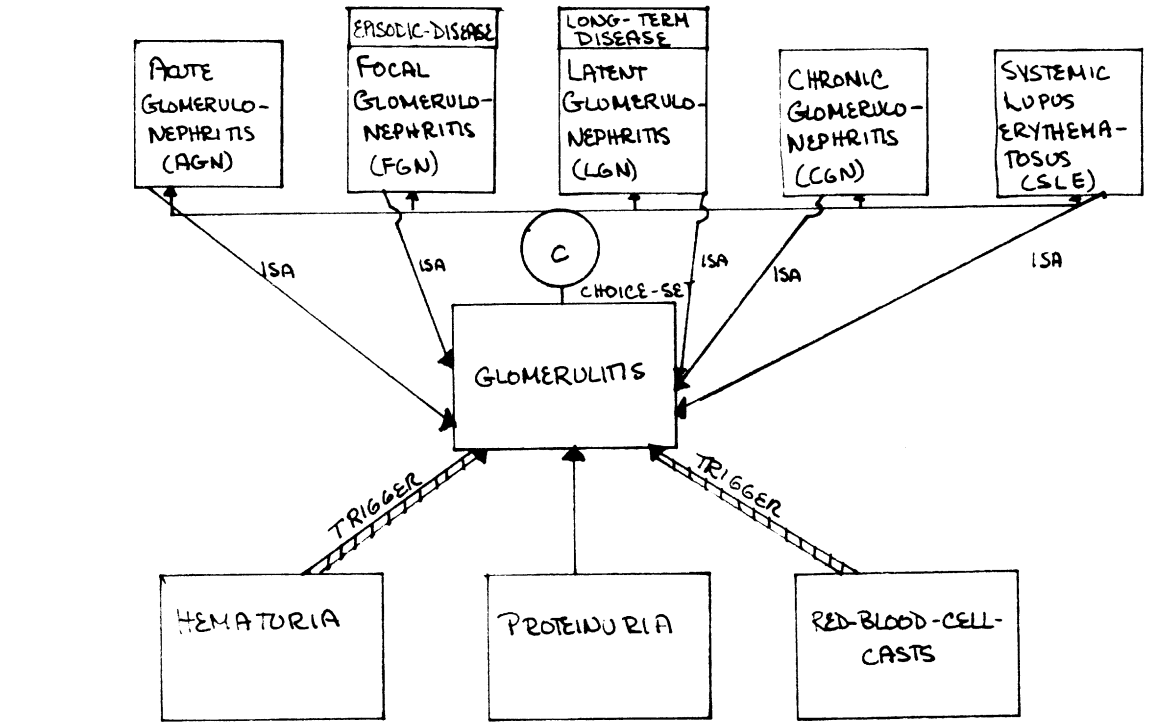 EPISODIC-DISEASE
LONG-TERM
DISEASE
ACUTE
GLOMERULO-
NEPHRITIS
(AGN)
FOCAL
GLOMERULO-
NEPHRITIS
(FGN)
LATENT
GLOMERULO-
NEPHRITIS
(LGN)
CHRONIC
GLOMERULO-
NEPHRITIS
(CGN)
SYSTEMIC
LUPUS
ERYTHEMA-
TOSUS
(SLE)
C
ISA
ISA
ISA
ISA
ISA
CHOICE-SET
GLOMERULITIS
TRIGGER
TRIGGER
HEMATURIA
PROTEINURIA
RED-BLOOD-CELL-
CASTS